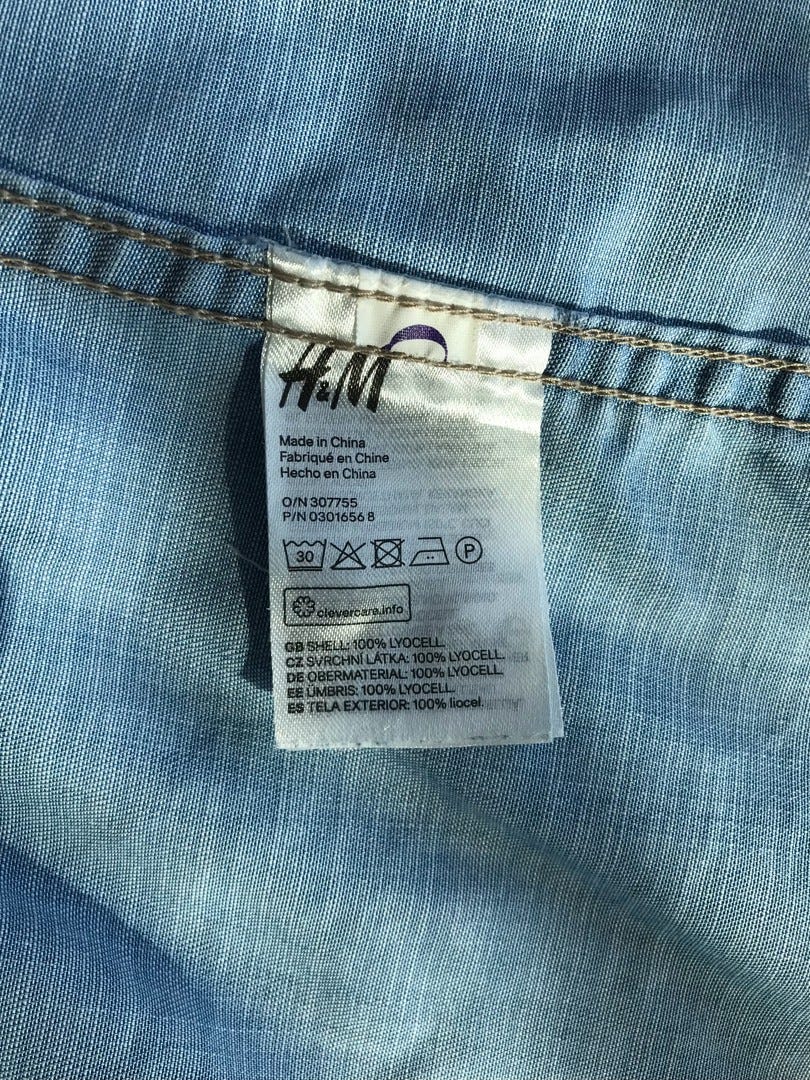 H&M
Made in China
Fabriqué en Chine
Hecho en China
O/N 307755
P/N 0301656 8
30
P
clevercare.info
GB SHELL: 100% LYOCELL.
CZ SVRCHNÍ LÁTKA: 100% LYOCELL.
DE OBERMATERIAL: 100% LYOCELL.
EE ÜMBRIS: 100% LYOCELL.
ES TELA EXTERIOR: 100% liocel.